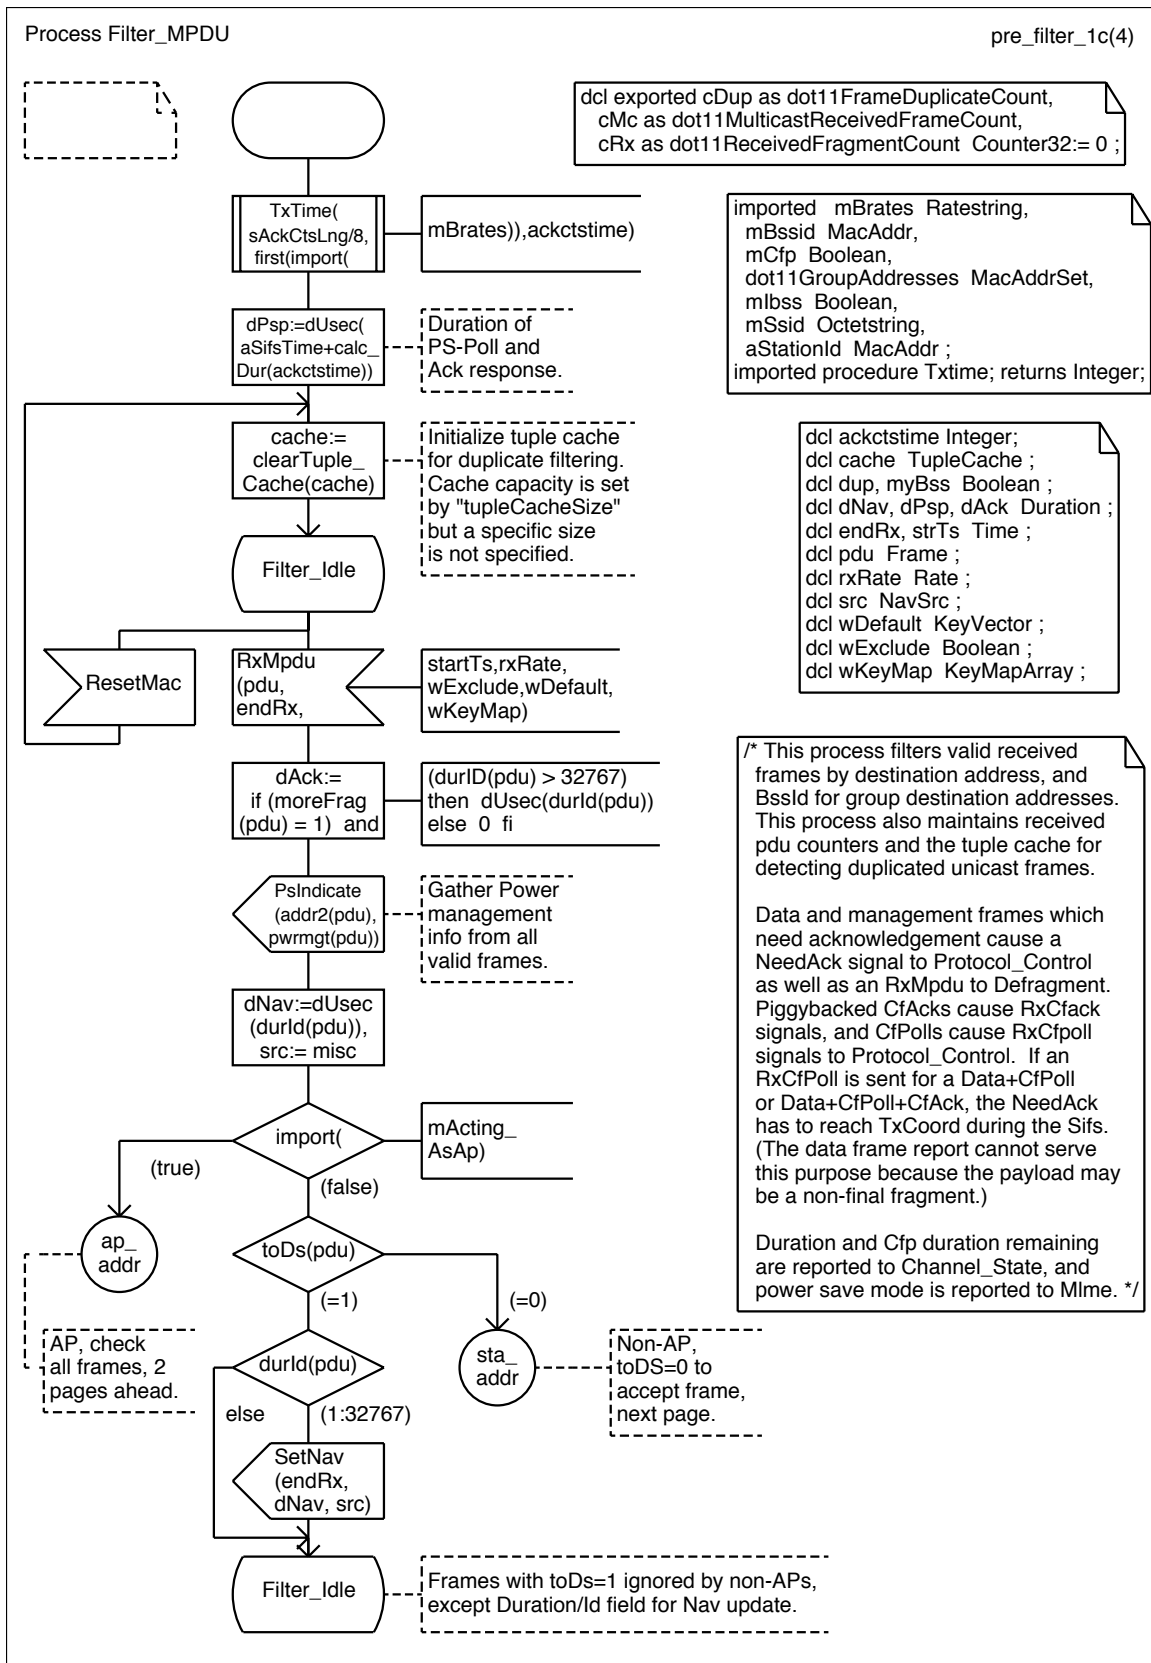 Process Filter_MPDU
pre_filter_1c(4)
dcl exported cDup as dot11FrameDuplicateCount,
cMc as dot11MulticastReceivedFrameCount,
cRx as dot11ReceivedFragmentCount Counter32:= 0 ;
TxTime(
sAckCtsLng/8,
first(import(
mBrates)),ackctstime)
imported mBrates Ratestring,
mBssid MacAddr,
mCfp Boolean,
dot11GroupAddresses MacAddrSet,
mIbss Boolean,
mSsid Octetstring,
aStationId MacAddr ;
imported procedure Txtime; returns Integer;
dPsp:=dUsec(
aSifsTime+calc_
Dur(ackctstime))
Duration of
PS-Poll and
Ack response.
cache:=
clearTuple_
Cache(cache)
Initialize tuple cache
for duplicate filtering.
Cache capacity is set
by "tupleCacheSize"
but a specific size
is not specified.
dcl ackctstime Integer;
dcl cache TupleCache ;
dcl dup, myBss Boolean ;
dcl dNav, dPsp, dAck Duration ;
dcl endRx, strTs Time ;
dcl pdu Frame ;
dcl rxRate Rate ;
dcl src NavSrc ;
dcl wDefault KeyVector ;
dcl wExclude Boolean ;
dcl wKeyMap KeyMapArray ;
Filter_Idle
ResetMac
RxMpdu
(pdu,
endRx,
startTs,rxRate,
wExclude,wDefault,
wKeyMap)
dAck:=
if (moreFrag
(pdu) = 1) and
(durID(pdu) > 32767)
then dUsec(durId(pdu))
else 0 fi
/* This process filters valid received
frames by destination address, and
BssId for group destination addresses.
This process also maintains received
pdu counters and the tuple cache for
detecting duplicated unicast frames.
Data and management frames which
need acknowledgement cause a
NeedAck signal to Protocol_Control
as well as an RxMpdu to Defragment.
Piggybacked CfAcks cause RxCfack
signals, and CfPolls cause RxCfpoll
signals to Protocol_Control. If an
RxCfPoll is sent for a Data+CfPoll
or Data+CfPoll+CfAck, the NeedAck
has to reach TxCoord during the Sifs.
(The data frame report cannot serve
this purpose because the payload may
be a non-final fragment.)
Duration and Cfp duration remaining
are reported to Channel_State, and
power save mode is reported to Mlme. */
PsIndicate
(addr2(pdu),
pwrmgt(pdu))
Gather Power
management
info from all
valid frames.
dNav:=dUsec
(durId(pdu)),
src:= misc
import(
mActing_
AsAp)
(true)
(false)
ap_
addr
toDs(pdu)
(=1)
(=0)
AP, check
all frames, 2
pages ahead.
durId(pdu)
sta_
addr
Non-AP,
toDS=0 to
accept frame,
next page.
else
(1:32767)
SetNav
(endRx,
dNav, src)
Filter_Idle
Frames with toDs=1 ignored by non-APs,
except Duration/Id field for Nav update.